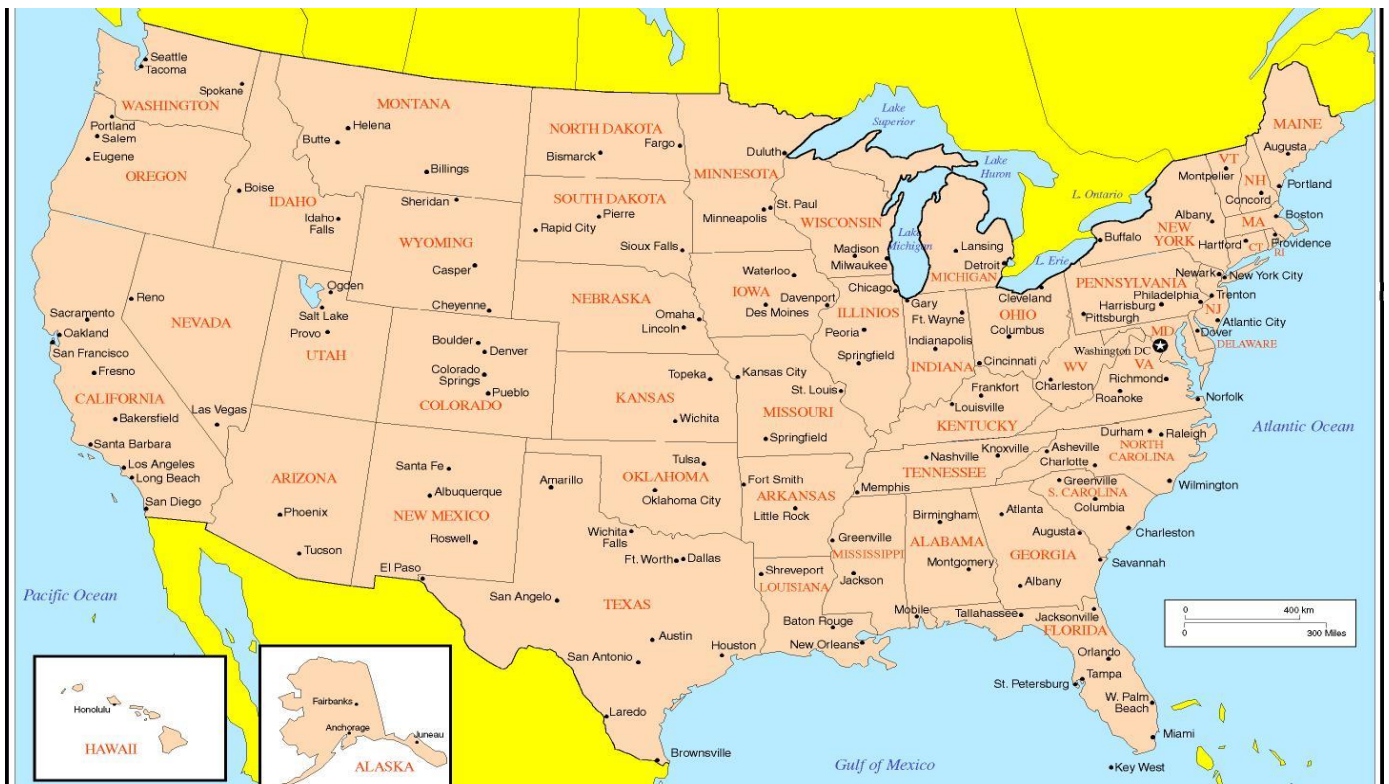 Seattle
Tacoma
Spokane
WASHINGTON
Portland
Salem
Eugene
OREGON
MONTANA
Helena
Butte
Billings
Boise
IDAHO
Idaho
Falls
Sheridan
WYOMING
Casper
Cheyenne
NORTH DAKOTA
Bismarck
Fargo
SOUTH DAKOTA
Pierre
Rapid City
Sioux Falls
NEBRASKA
Omaha
Lincoln
Duluth
MINNESOTA
Minneapolis
St. Paul
WISCONSIN
Madison
Milwaukee
Lake
Superior
Lake
Huron
Lake
Michigan
L. Ontario
L. Erie
Lansing
Detroit
MICHIGAN
Waterloo
IOWA
Davenport
Des Moines
Chicago
ILLINIOS
Peoria
Springfield
Gary
Ft. Wayne
Indianapolis
INDIANA
Cleveland
OHIO
Columbus
Cincinnati
MAINE
Augusta
VT
Montpelier
NH
Concord
Portland
Albany
NEW
YORK
Buffalo
MA
Boston
Hartford
CT
RI
Providence
PENNSYLVANIA
Newark
New York City
Philadelphia
Trenton
Harrisburg
Pittsburgh
NJ
Atlantic City
MD
Dover
DELAWARE
Washington DC
WV
VA
Charleston
Richmond
Roanoke
Norfolk
Sacramento
Oakland
San Francisco
Fresno
CALIFORNIA
Bakersfield
Santa Barbara
Los Angeles
Long Beach
San Diego
Reno
NEVADA
Las Vegas
Ogden
Salt Lake
Provo
UTAH
Boulder
Denver
Colorado
Springs
Pueblo
COLORADO
Topeka
KANSAS
Wichita
Kansas City
St. Louis
MISSOURI
Springfield
Frankfort
Louisville
KENTUCKY
Nashville
Knoxville
TENNESSEE
Memphis
Durham
Raleigh
Asheville
NORTH
CAROLINA
Charlotte
Wilmington
Greenville
S. CAROLINA
Columbia
Charleston
Atlantic Ocean
ARIZONA
Phoenix
Tucson
Santa Fe
Albuquerque
NEW MEXICO
Roswell
Tulsa
OKLAHOMA
Oklahoma City
Fort Smith
ARKANSAS
Little Rock
Amarillo
Wichita
Falls
Ft. Worth
Dallas
El Paso
San Angelo
TEXAS
Austin
San Antonio
Houston
Laredo
Brownsville
Shreveport
LOUISIANA
Baton Rouge
New Orleans
Greenville
MISSISSIPPI
Jackson
Birmingham
ALABAMA
Montgomery
Mobile
Atlanta
Augusta
GEORGIA
Savannah
Albany
Tallahassee
Jacksonville
FLORIDA
Orlando
Tampa
St. Petersburg
W. Palm
Beach
Miami
Key West
Pacific Ocean
Gulf of Mexico
0 400 km
0 300 Miles
Honolulu
HAWAII
Fairbanks
Anchorage
Juneau
ALASKA